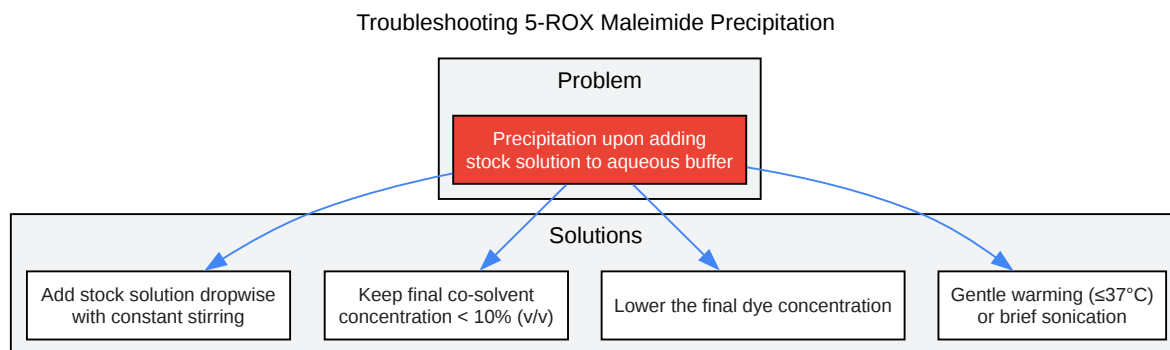 Troubleshooting 5-ROX Maleimide Precipitation
Problem
Precipitation upon adding
stock solution to aqueous buffer
Solutions
Add stock solution dropwise
with constant stirring
Keep final co-solvent
concentration < 10% (v/v)
Lower the final dye concentration
Gentle warming (≤37°C)
or brief sonication